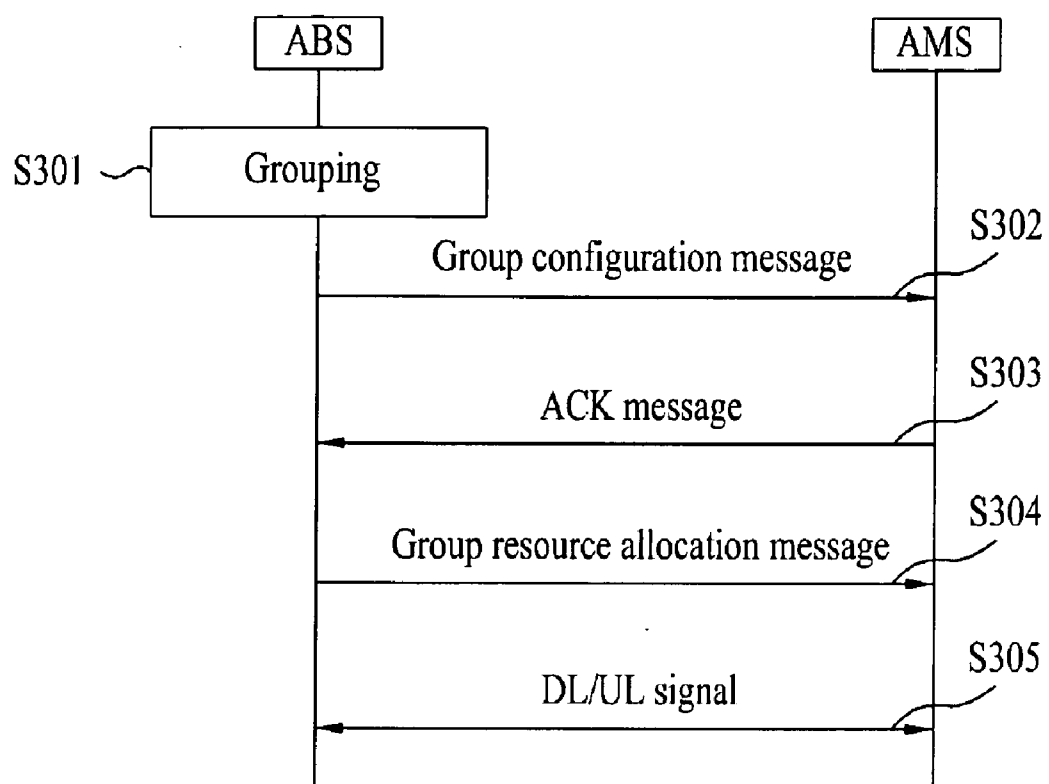 ABS
AMS
S301
Grouping
S302
Group configuration message
S303
ACK message
S304
Group resource allocation message
S305
DL/UL signal